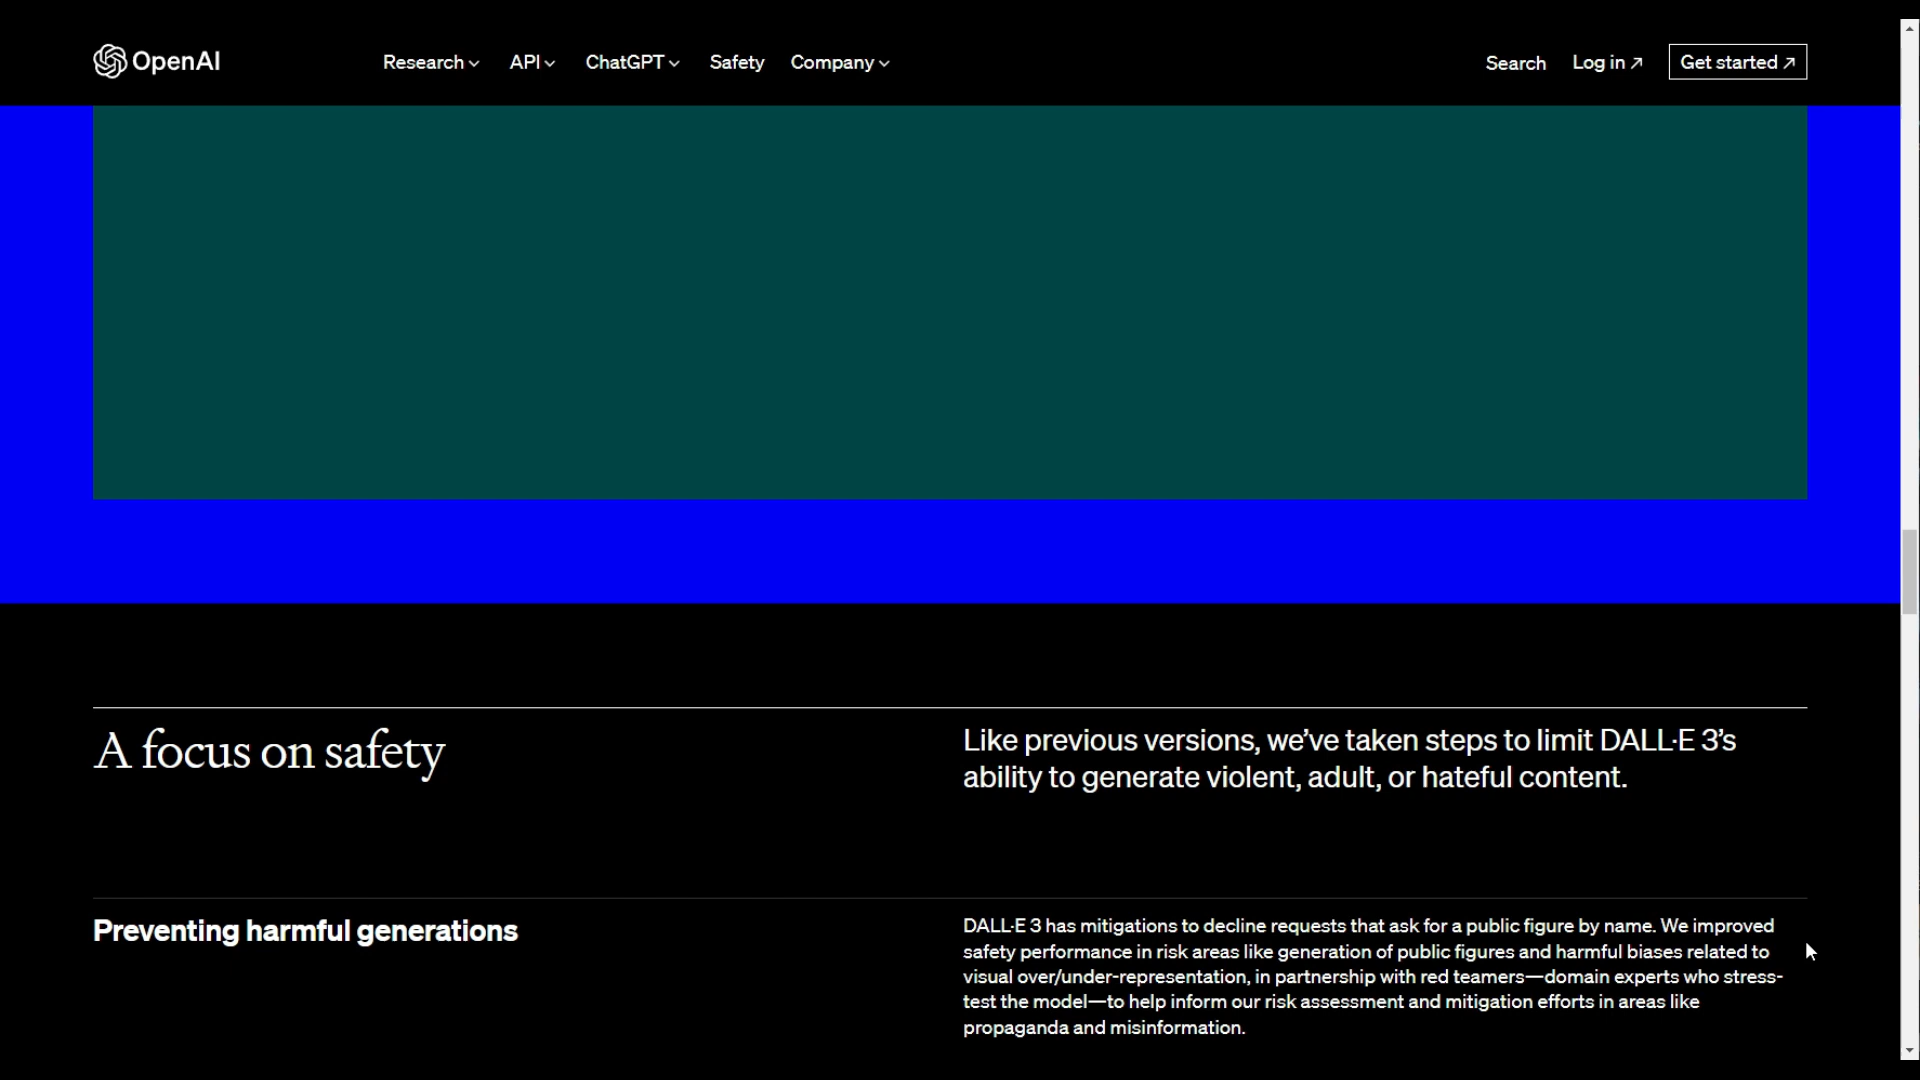 OpenAI
Research API ChatGPT Safety Company
Search Log in Get started
A focus on safety
Like previous versions, we’ve taken steps to limit DALL·E 3’s
ability to generate violent, adult, or hateful content.
Preventing harmful generations
DALL·E 3 has mitigations to decline requests that ask for a public figure by name. We improved
safety performance in risk areas like generation of public figures and harmful biases related to
visual over/under-representation, in partnership with red teamers—domain experts who stress-
test the model—to help inform our risk assessment and mitigation efforts in areas like
propaganda and misinformation.